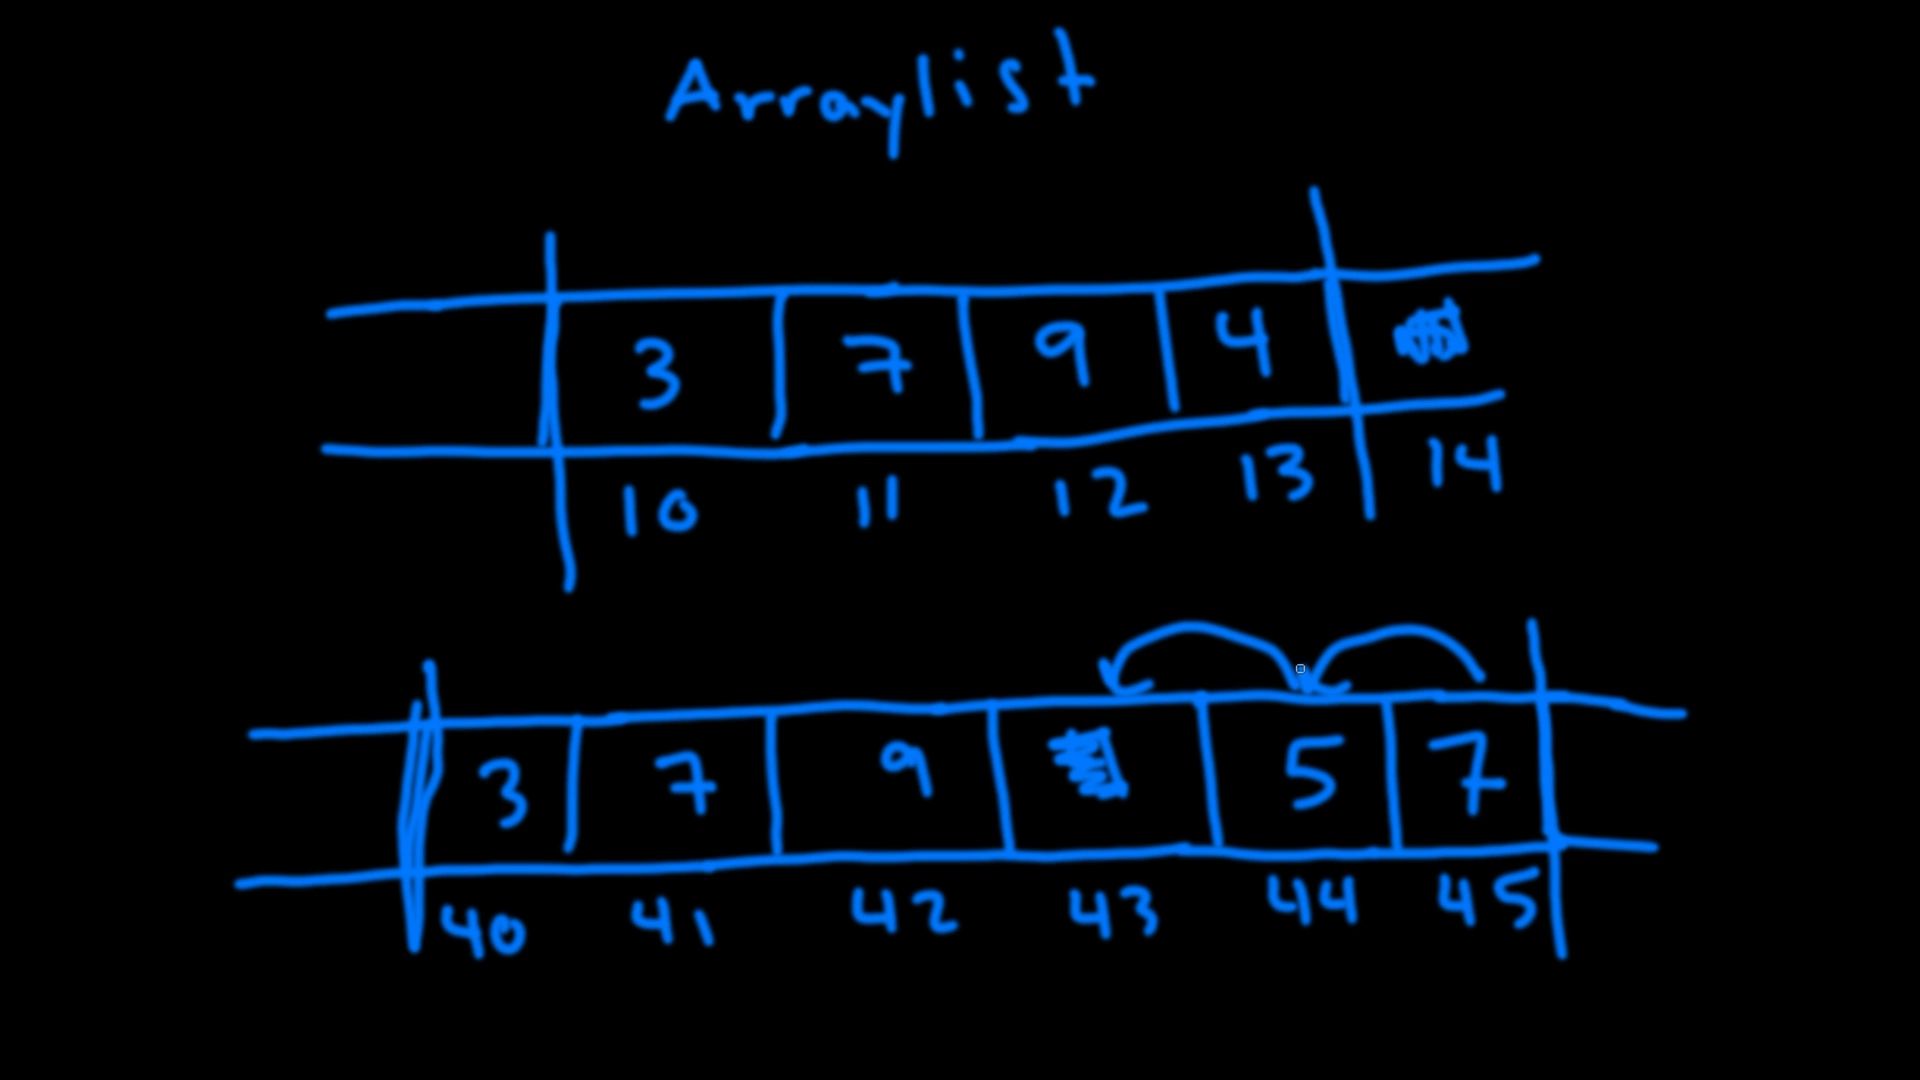 Arraylist
3 7 9 4
10 11 12 13 14
3 7 9 5 7
40 41 42 43 44 45